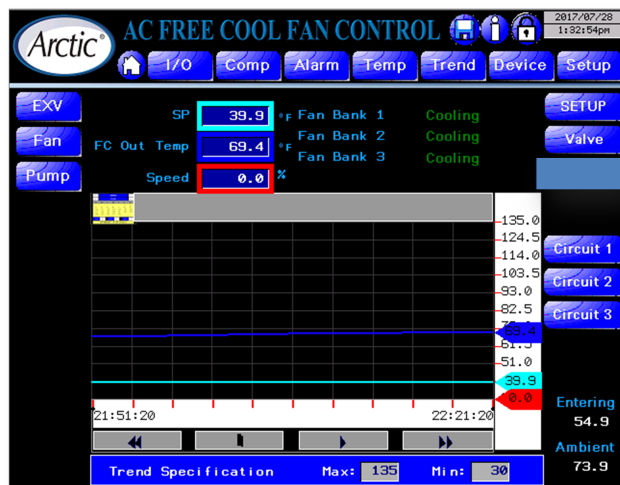 Arctic°
AC FREE COOL FAN CONTROL
2017/07/28
1:32:54pm
I/O Comp Alarm Temp Trend Device Setup
EXV
Fan
Pump
SP 39.9 °F
FC Out Temp 69.4 °F
Speed 0.0 %
Fan Bank 1 Cooling
Fan Bank 2 Cooling
Fan Bank 3 Cooling
SETUP
Valve
Circuit 1
Circuit 2
Circuit 3
135.0
124.5
114.0
103.5
93.0
82.5
69.4
61.5
51.0
39.9
0.0
21:51:20 22:21:20
Entering
54.9
Ambient
73.9
Trend Specification Max: 135 Min: 30